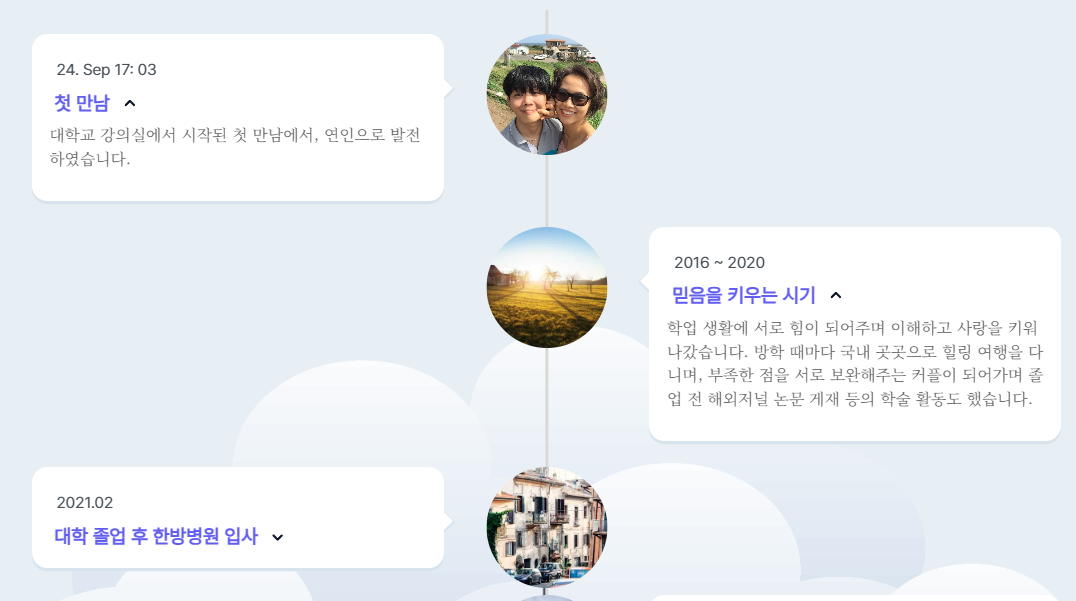 24. Sep 17: 03
첫 만남
대학교 강의실에서 시작된 첫 만남에서, 연인으로 발전
하였습니다.
2016 ~ 2020
믿음을 키우는 시기
학업 생활에 서로 힘이 되어주며 이해하고 사랑을 키워
나갔습니다. 방학 때마다 국내 곳곳으로 힐링 여행을 다
니며, 부족한 점을 서로 보완해주는 커플이 되어가며 졸
업 전 해외저널 논문 게재 등의 학술 활동도 했습니다.
2021.02
대학 졸업 후 한방병원 입사